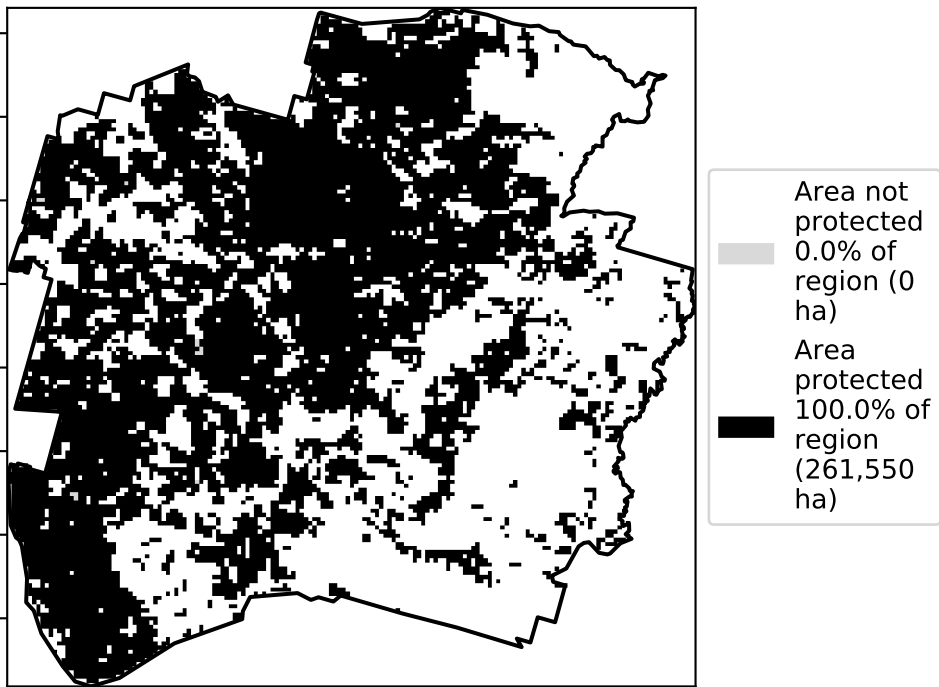 Area not
protected
0.0% of
region (0
ha)
Area
protected
100.0% of
region
(261,550
ha)